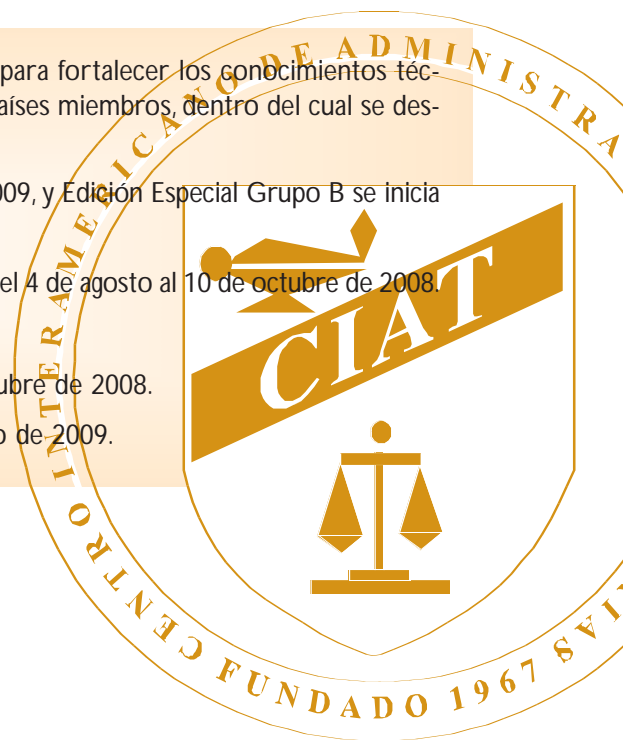 para fortalecer los conocimientos téc-
aíses miembros, dentro del cual se des-
009, y Edición Especial Grupo B se inicia
el 4 de agosto al 10 de octubre de 2008.
ubre de 2008.
o de 2009.
CENTRO INTERAMERICANO DE ADMINISTRA
IAS
FUNDADO 1967
CIAT